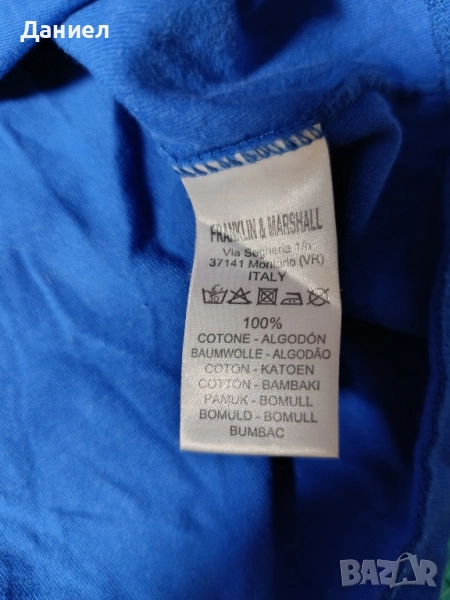 Даниел
FRANKLIN & MARSHALL
Via Segheria 1/h
37141 Montorio (VR)
ITALY
100%
COTONE - ALGODÓN
BAUMWOLLE - ALGODÃO
COTON - KATOEN
COTTON - BAMBAKI
PAMUK - BOMULL
BOMULD - BOMULL
BUMBAC
BAZAR